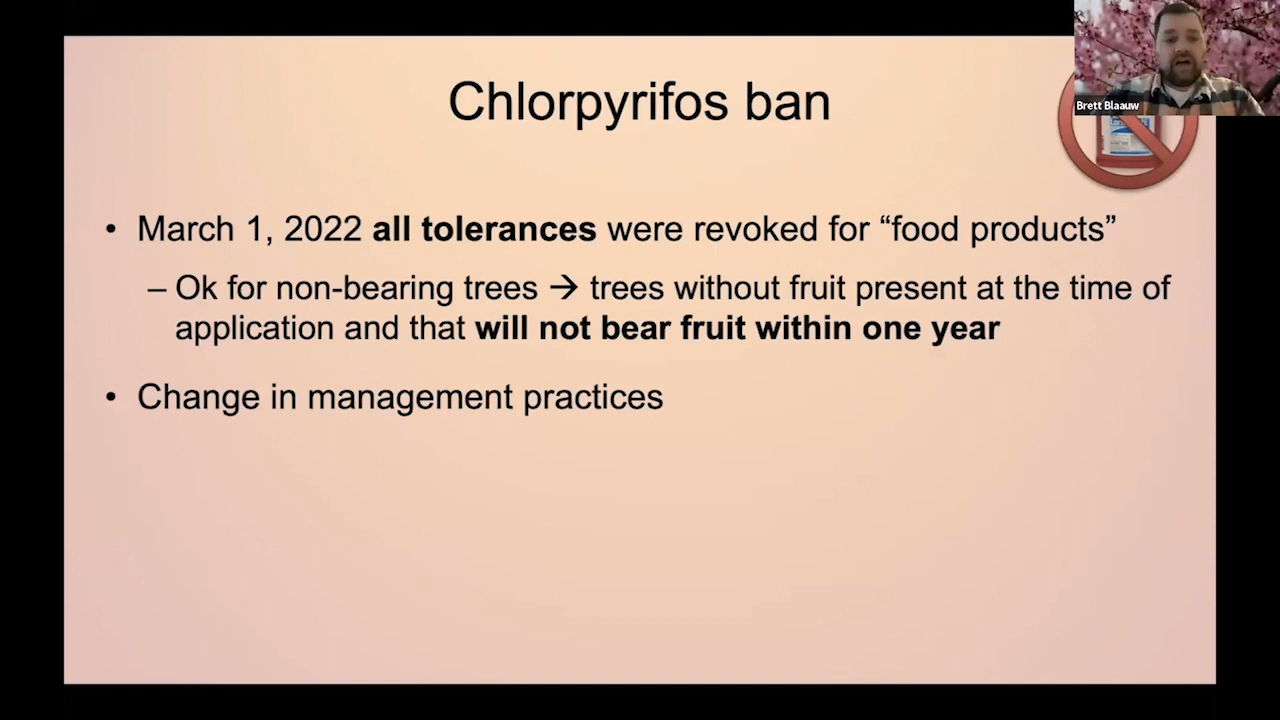 Chlorpyrifos ban
Brett Blaauw
• March 1, 2022 all tolerances were revoked for “food products”
– Ok for non-bearing trees → trees without fruit present at the time of
application and that will not bear fruit within one year
• Change in management practices